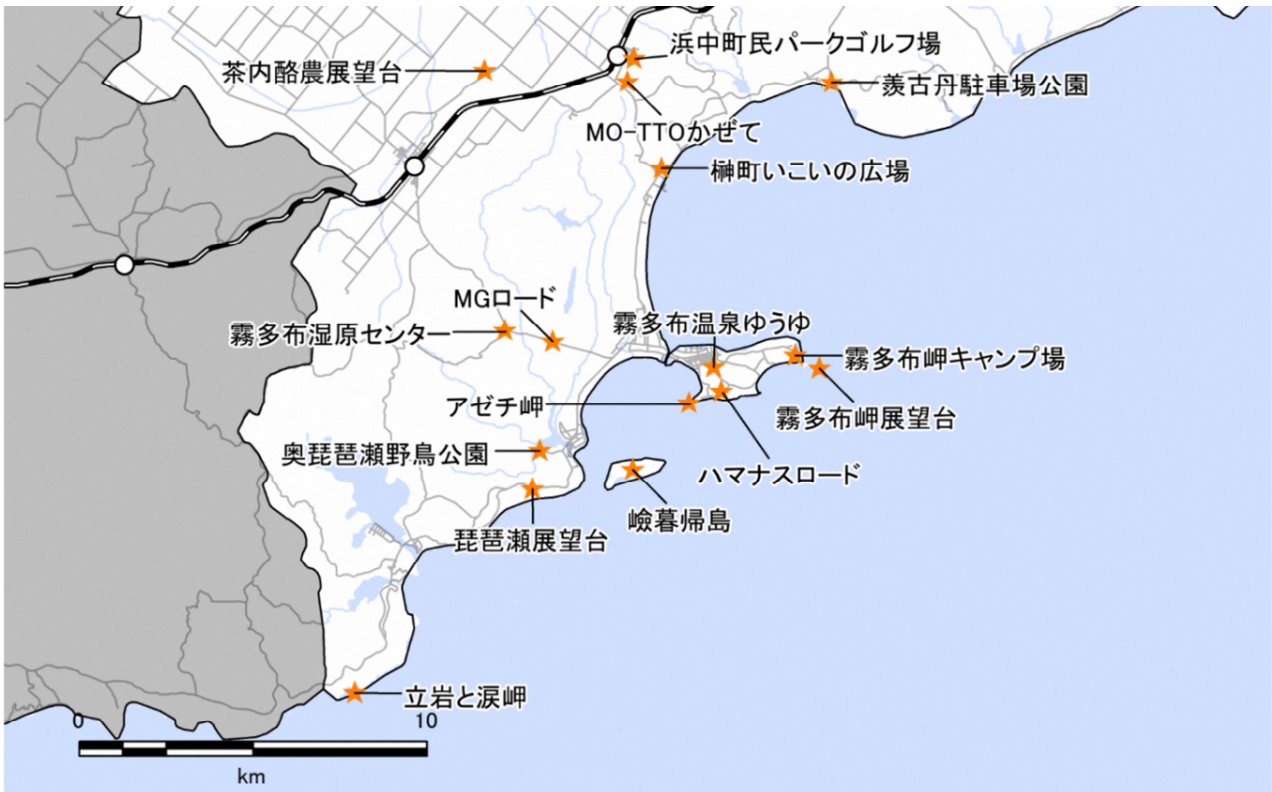 浜中町民パークゴルフ場
茶内酪農展望台
羨古丹駐車場公園
MO-TTOかぜて
榊町いこいの広場
MGロード
霧多布温泉ゆうゆ
霧多布湿原センター
霧多布岬キャンプ場
アゼチ岬
霧多布岬展望台
奥琵琶瀬野鳥公園
ハマナスロード
嶮暮帰島
琵琶瀬展望台
立岩と涙岬
0 10
km